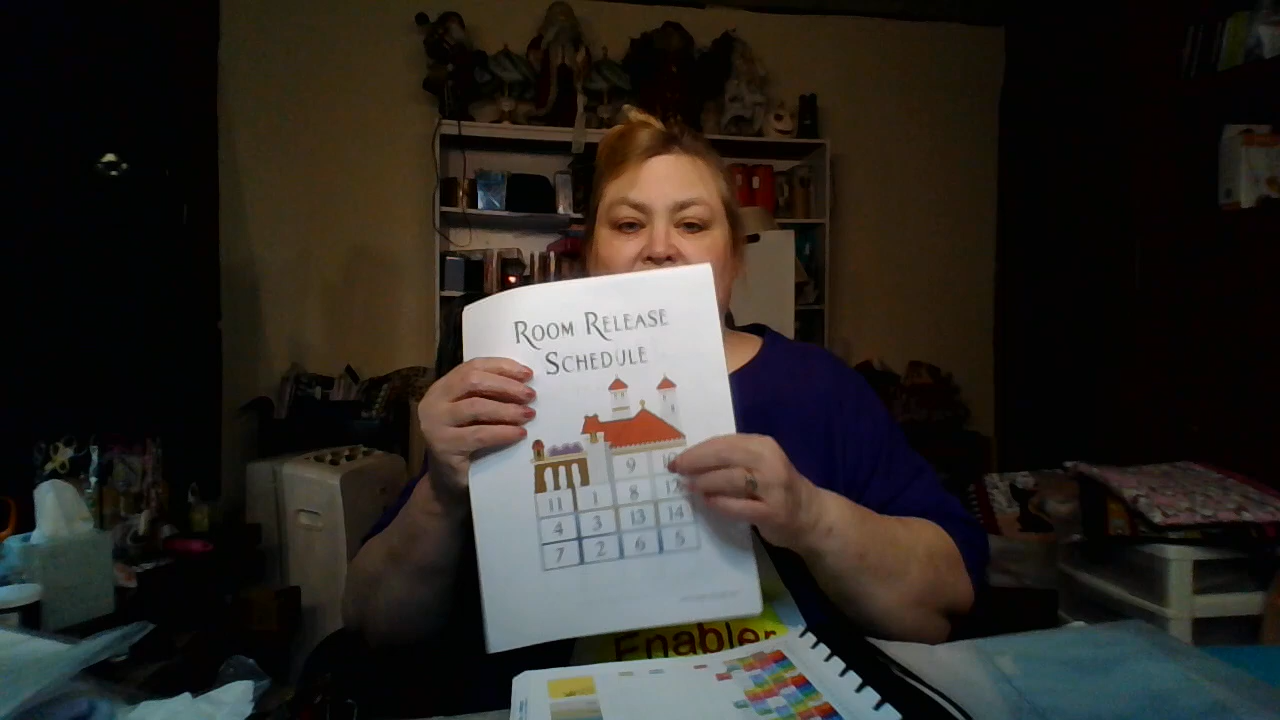 Room Release
Schedule
9 10
11 1 8 12
4 3 13 14
7 2 6 5
Enabler